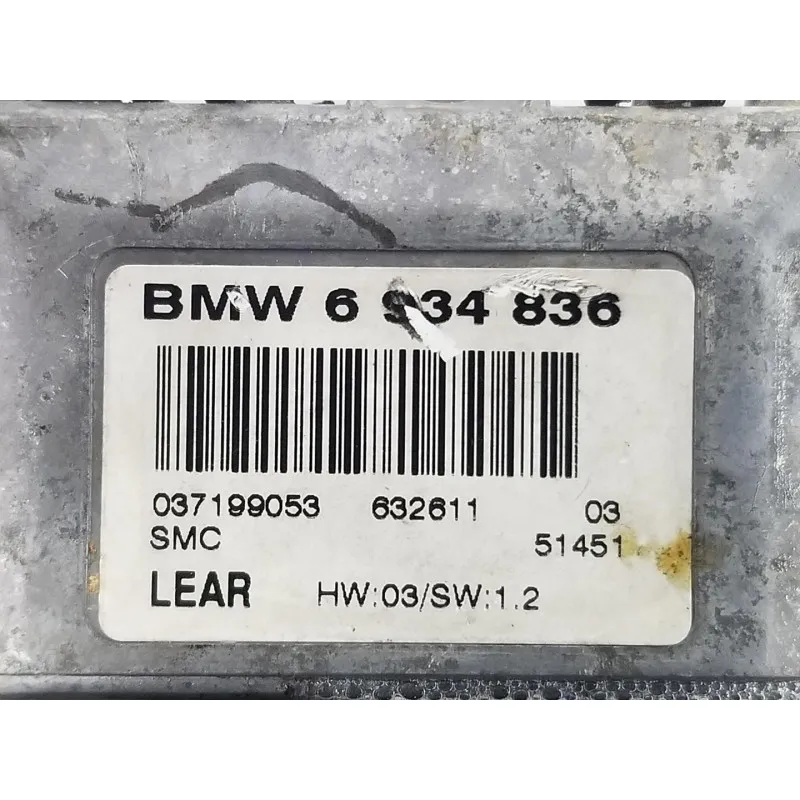 BMW 6 934 836
037199053 632611 03
SMC 51451
LEAR HW:03/SW:1.2